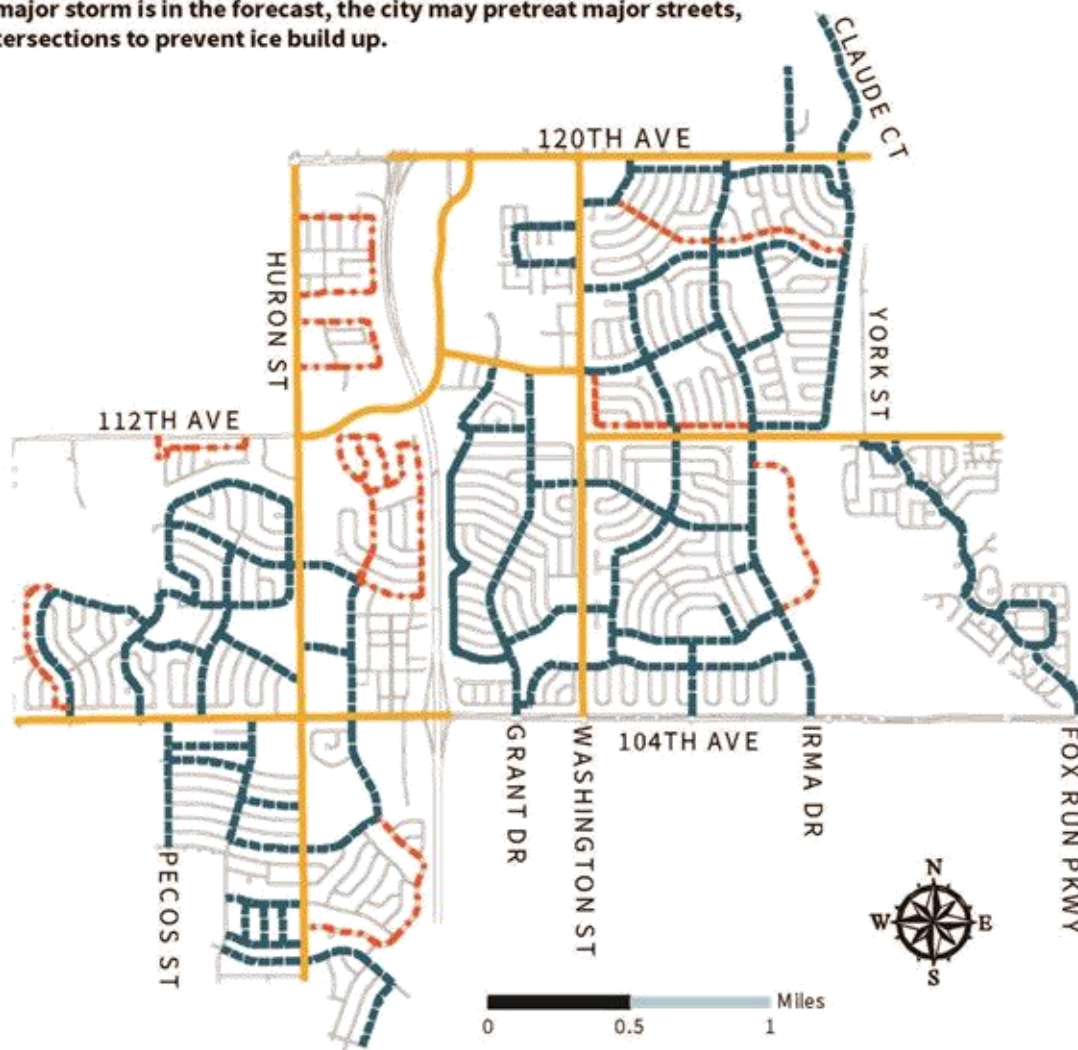 major storm is in the forecast, the city may pretreat major streets,
tersections to prevent ice build up.
CLAUDE CT
120TH AVE
HURON ST
YORK ST
112TH AVE
GRANT DR
WASHINGTON ST
104TH AVE
IRMA DR
FOX RUN PKWY
PECOS ST
N
W E
S
Miles
0 0.5 1